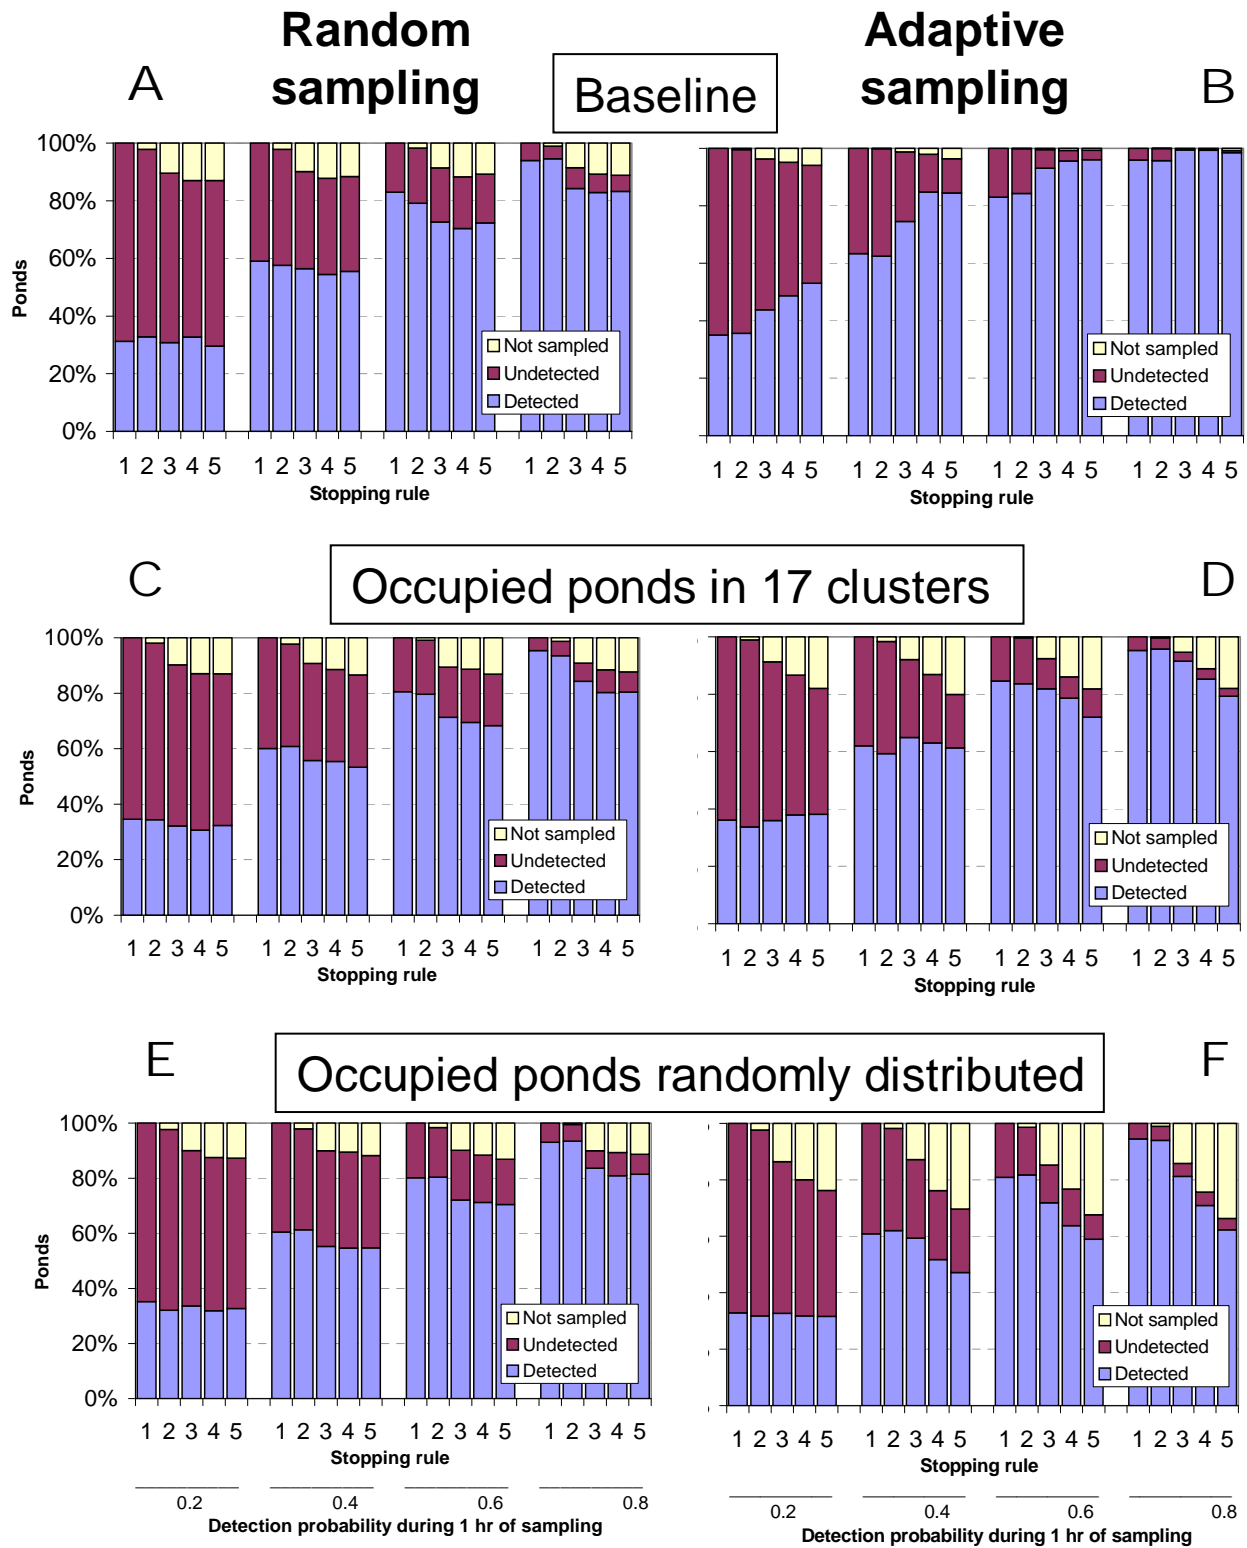 Random
sampling
Adaptive
sampling
A
Baseline
B
100%
80%
60%
40%
20%
0%
Ponds
Not sampled
Undetected
Detected
1 2 3 4 5 1 2 3 4 5 1 2 3 4 5 1 2 3 4 5
Stopping rule
Not sampled
Undetected
Detected
1 2 3 4 5 1 2 3 4 5 1 2 3 4 5 1 2 3 4 5
Stopping rule
C
Occupied ponds in 17 clusters
D
100%
80%
60%
40%
20%
0%
Ponds
Not sampled
Undetected
Detected
1 2 3 4 5 1 2 3 4 5 1 2 3 4 5 1 2 3 4 5
Stopping rule
Not sampled
Undetected
Detected
1 2 3 4 5 1 2 3 4 5 1 2 3 4 5 1 2 3 4 5
Stopping rule
E
Occupied ponds randomly distributed
F
100%
80%
60%
40%
20%
0%
Ponds
Not sampled
Undetected
Detected
1 2 3 4 5 1 2 3 4 5 1 2 3 4 5 1 2 3 4 5
Stopping rule
0.2 0.4 0.6 0.8
Detection probability during 1 hr of sampling
Not sampled
Undetected
Detected
1 2 3 4 5 1 2 3 4 5 1 2 3 4 5 1 2 3 4 5
Stopping rule
0.2 0.4 0.6 0.8
Detection probability during 1 hr of sampling